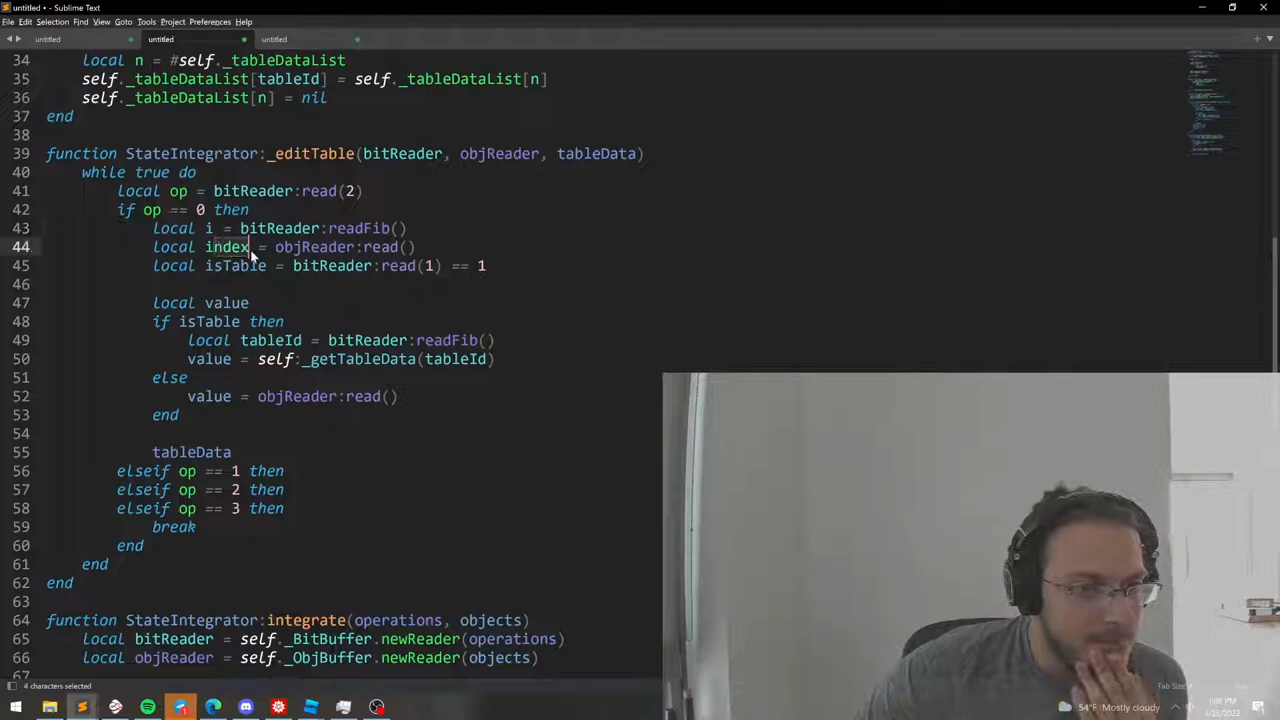 untitled • - Sublime Text
File Edit Selection Find View Goto Tools Project Preferences Help
untitled untitled untitled
34 local n = #self._tableDataList
35 self._tableDataList[tableId] = self._tableDataList[n]
36 self._tableDataList[n] = nil
37 end
38
39 function StateIntegrator:_editTable(bitReader, objReader, tableData)
40 while true do
41 local op = bitReader:read(2)
42 if op == 0 then
43 local i = bitReader:readFib()
44 local index = objReader:read()
45 local isTable = bitReader:read(1) == 1
46
47 local value
48 if isTable then
49 local tableId = bitReader:readFib()
50 value = self:_getTableData(tableId)
51 else
52 value = objReader:read()
53 end
54
55 tableData
56 elseif op == 1 then
57 elseif op == 2 then
58 elseif op == 3 then
59 break
60 end
61 end
62 end
63
64 function StateIntegrator:integrate(operations, objects)
65 local bitReader = self._BitBuffer.newReader(operations)
66 local objReader = self._ObjBuffer.newReader(objects)
67
4 characters selected
54°F Mostly cloudy